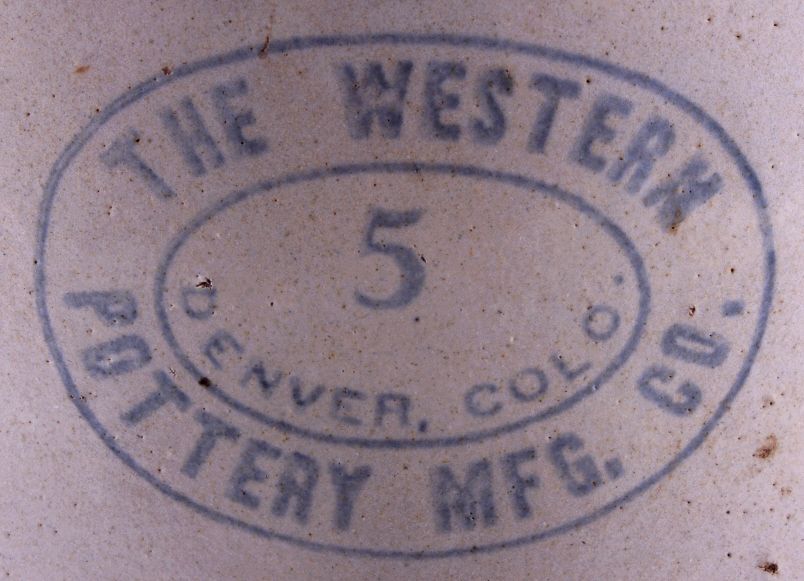 THE WESTERN
5
DENVER, COLO.
POTTERY MFG. CO.